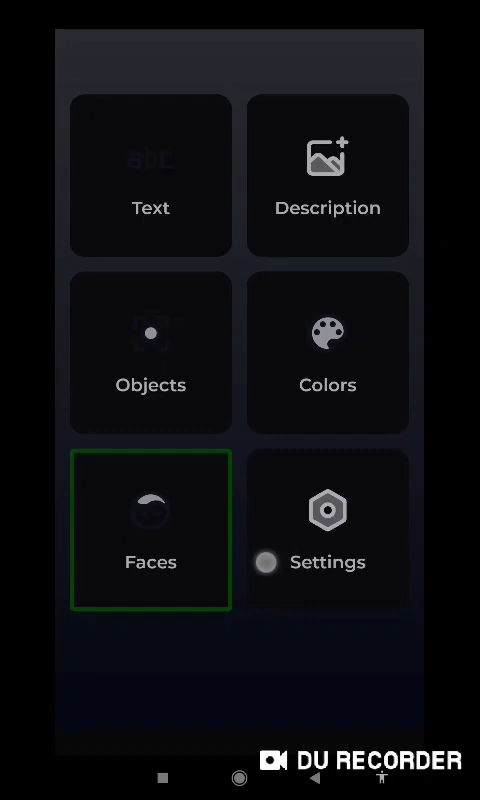 abc
Text
Description
Objects
Colors
Faces
Settings
DU RECORDER